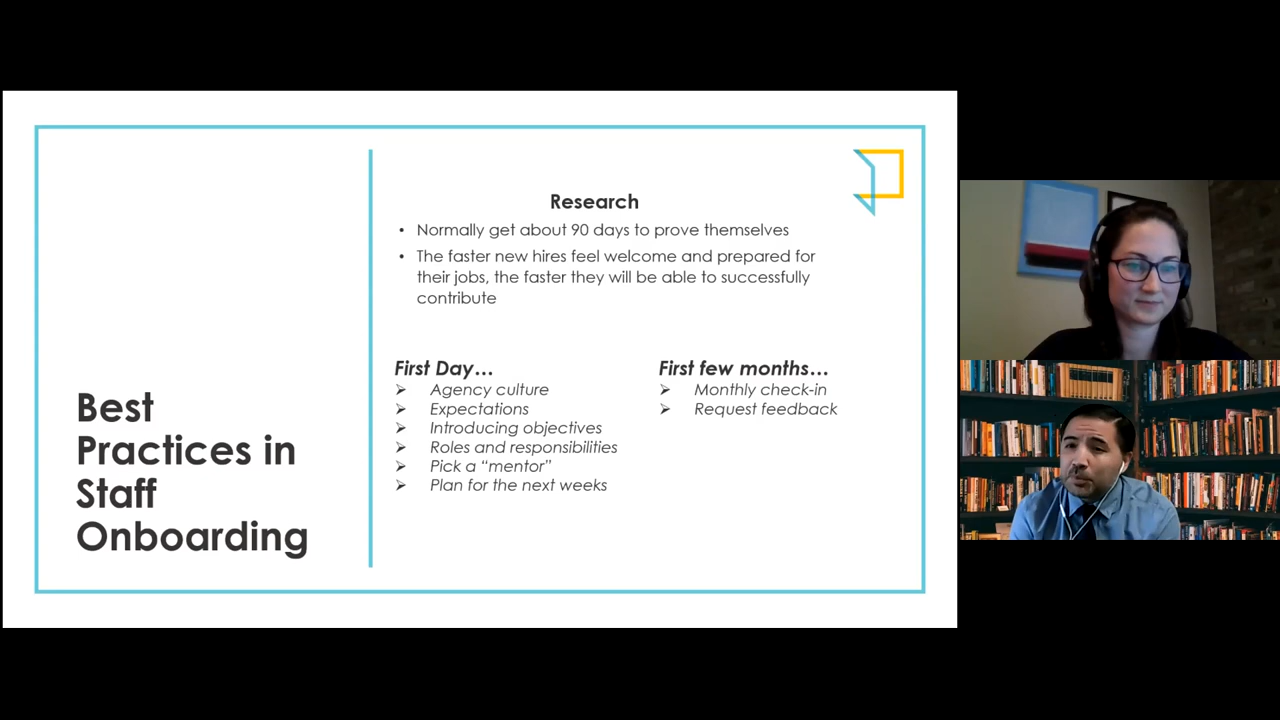 Best
Practices in
Staff
Onboarding
Research
• Normally get about 90 days to prove themselves
• The faster new hires feel welcome and prepared for
their jobs, the faster they will be able to successfully
contribute
First Day…
➢ Agency culture
➢ Expectations
➢ Introducing objectives
➢ Roles and responsibilities
➢ Pick a “mentor”
➢ Plan for the next weeks
First few months…
➢ Monthly check-in
➢ Request feedback